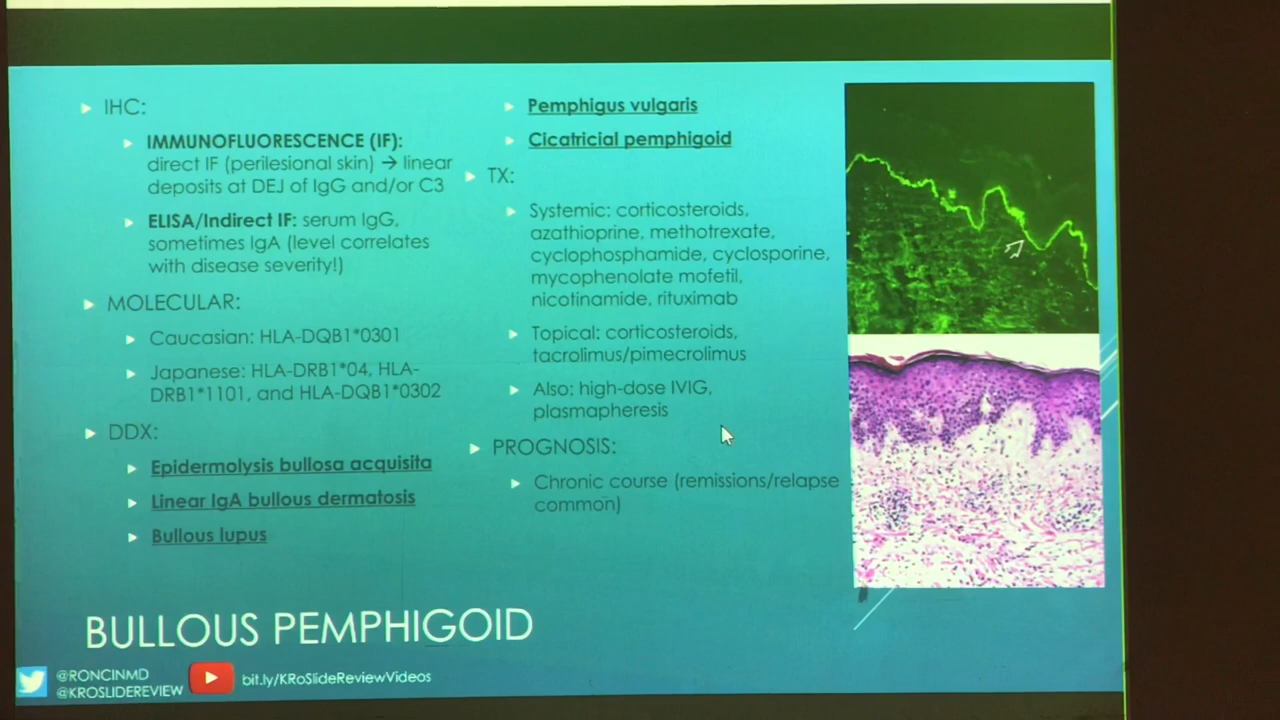 IHC:
IMMUNOFLUORESCENCE (IF):
direct IF (perilesional skin) → linear
deposits at DEJ of IgG and/or C3
ELISA/Indirect IF: serum IgG,
sometimes IgA (level correlates
with disease severity!)
MOLECULAR:
Caucasian: HLA-DQB1*0301
Japanese: HLA-DRB1*04, HLA-
DRB1*1101, and HLA-DQB1*0302
DDX:
Epidermolysis bullosa acquisita
Linear IgA bullous dermatosis
Bullous lupus
Pemphigus vulgaris
Cicatricial pemphigoid
TX:
Systemic: corticosteroids,
azathioprine, methotrexate,
cyclophosphamide, cyclosporine,
mycophenolate mofetil,
nicotinamide, rituximab
Topical: corticosteroids,
tacrolimus/pimecrolimus
Also: high-dose IVIG,
plasmapheresis
PROGNOSIS:
Chronic course (remissions/relapse
common)
BULLOUS PEMPHIGOID
@RONCINMD
@KROSLIDEREVIEW
bit.ly/KRoSlideReviewVideos